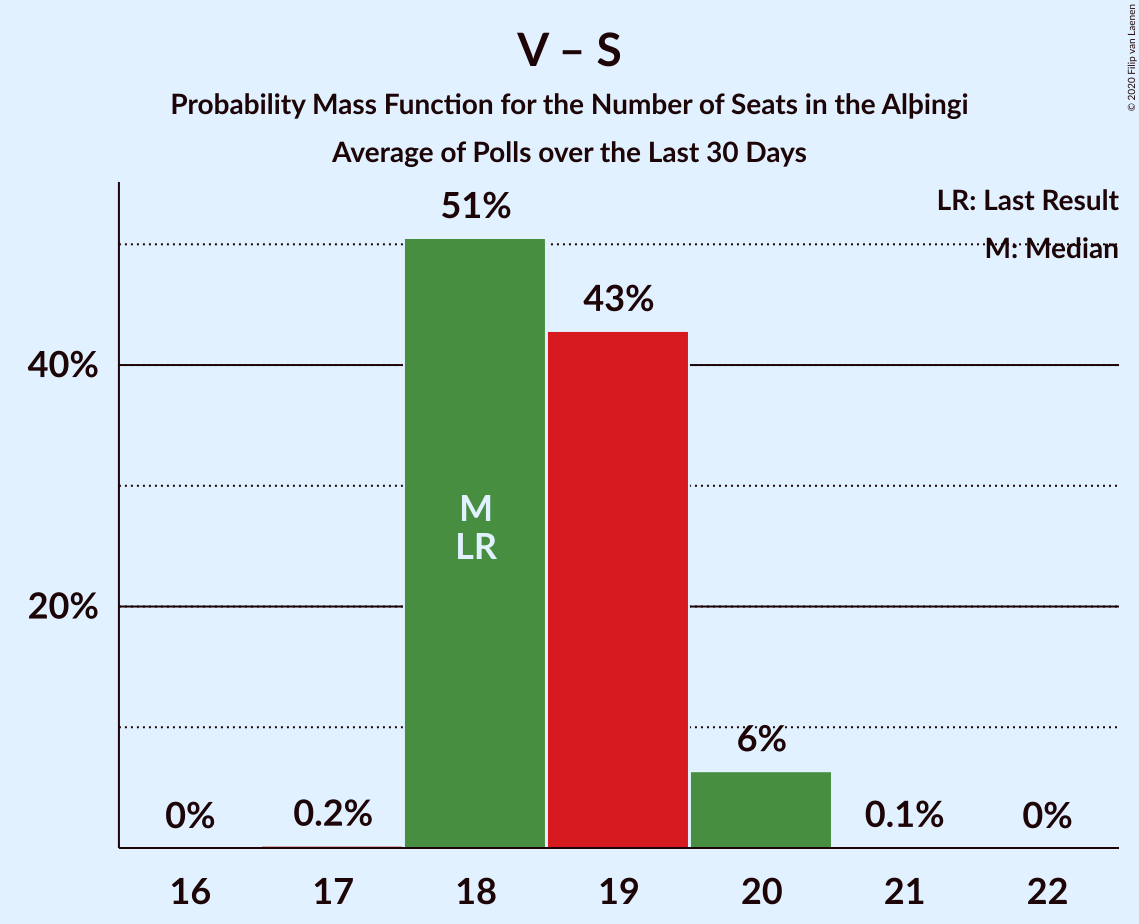 V – S
Probability Mass Function for the Number of Seats in the Alþingi
Average of Polls over the Last 30 Days
© 2020 Filip van Laenen
LR: Last Result
M: Median
51%
43%
40%
M
LR
20%
6%
0%
0.2%
0.1%
0%
16
17
18
19
20
21
22